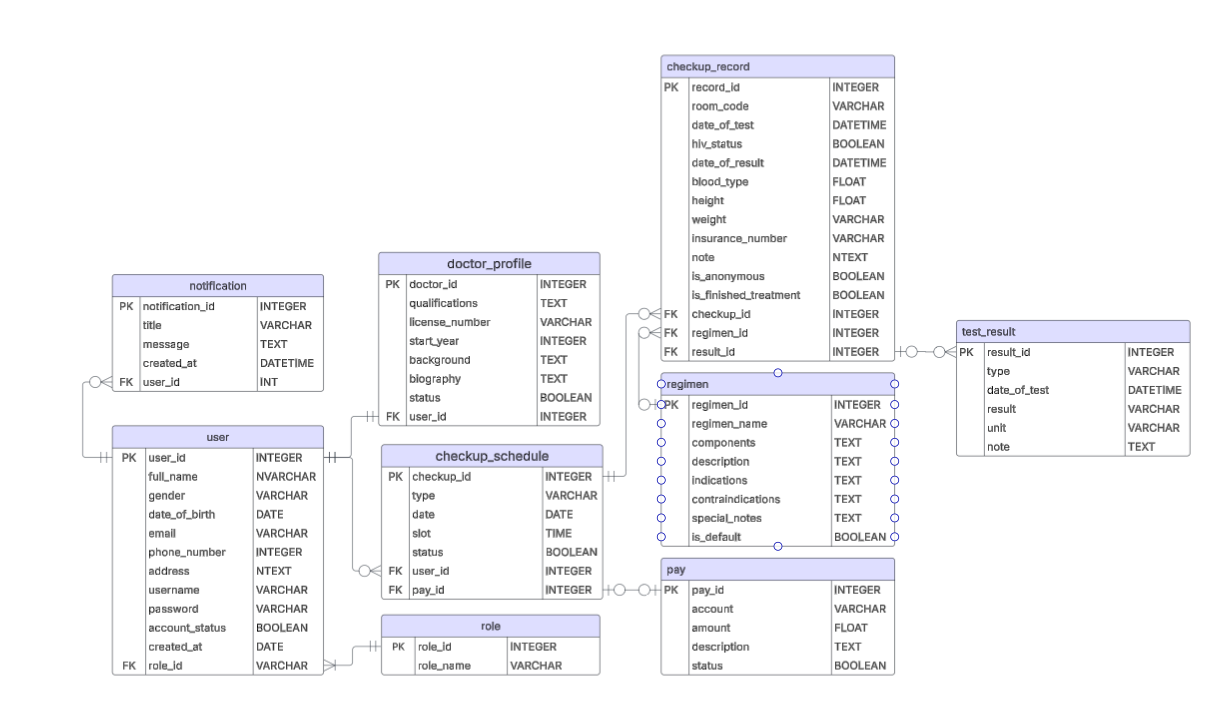 checkup_record
PK record_id INTEGER
room_code VARCHAR
date_of_test DATETIME
hiv_status BOOLEAN
date_of_result DATETIME
blood_type FLOAT
height FLOAT
weight VARCHAR
insurance_number VARCHAR
note NTEXT
is_anonymous BOOLEAN
is_finished_treatment BOOLEAN
FK checkup_id INTEGER
FK regimen_id INTEGER
FK result_id INTEGER
doctor_profile
PK doctor_id INTEGER
qualifications TEXT
license_number VARCHAR
start_year INTEGER
background TEXT
biography TEXT
status BOOLEAN
FK user_id INTEGER
notification
PK notification_id INTEGER
title VARCHAR
message TEXT
created_at DATETIME
FK user_id INT
test_result
PK result_id INTEGER
type VARCHAR
date_of_test DATETIME
result VARCHAR
unit VARCHAR
note TEXT
regimen
PK regimen_id INTEGER
regimen_name VARCHAR
components TEXT
description TEXT
indications TEXT
contraindications TEXT
special_notes TEXT
is_default BOOLEAN
user
PK user_id INTEGER
full_name NVARCHAR
gender VARCHAR
date_of_birth DATE
email VARCHAR
phone_number INTEGER
address NTEXT
username VARCHAR
password VARCHAR
account_status BOOLEAN
created_at DATE
FK role_id VARCHAR
checkup_schedule
PK checkup_id INTEGER
type VARCHAR
date DATE
slot TIME
status BOOLEAN
FK user_id INTEGER
FK pay_id INTEGER
pay
PK pay_id INTEGER
account VARCHAR
amount FLOAT
description TEXT
status BOOLEAN
role
PK role_id INTEGER
role_name VARCHAR